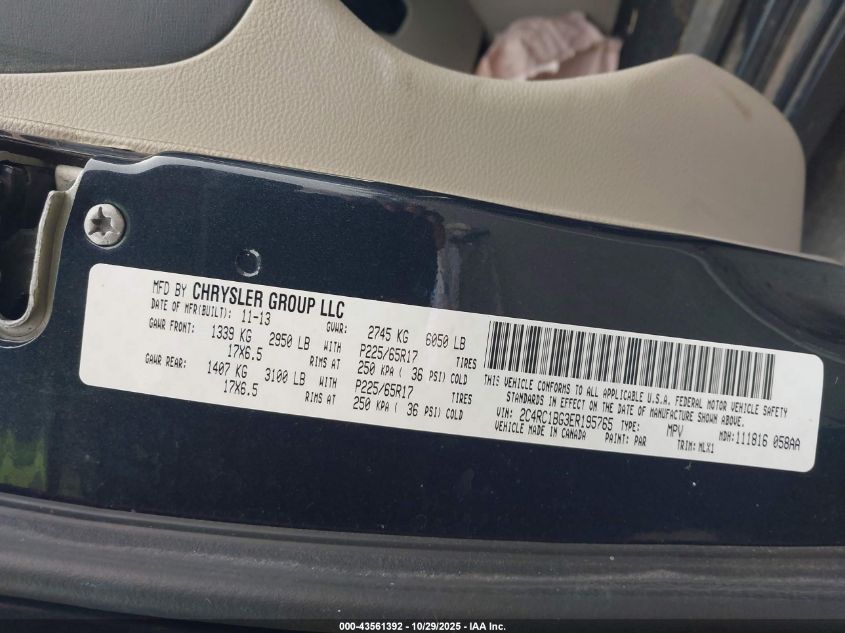 MFD BY CHRYSLER GROUP LLC
DATE OF MFR(BUILT): 11-13 GVWR: 2745 KG 6050 LB
GAWR FRONT: 1339 KG 2950 LB WITH P225/65R17 TIRES
17X6.5 RIMS AT 250 KPA ( 36 PSI) COLD
GAWR REAR: 1407 KG 3100 LB WITH P225/65R17 TIRES
17X6.5 RIMS AT 250 KPA ( 36 PSI) COLD
THIS VEHICLE CONFORMS TO ALL APPLICABLE U.S.A. FEDERAL MOTOR VEHICLE SAFETY
STANDARDS IN EFFECT ON THE DATE OF MANUFACTURE SHOWN ABOVE.
VIN: 2C4RC1BG3ER195765 TYPE: MPV MDH:111816 058AA
VEHICLE MADE IN CANADA PAINT: PAR TRIM: MLX1
000-43561392 - 10/29/2025 - IAA Inc.